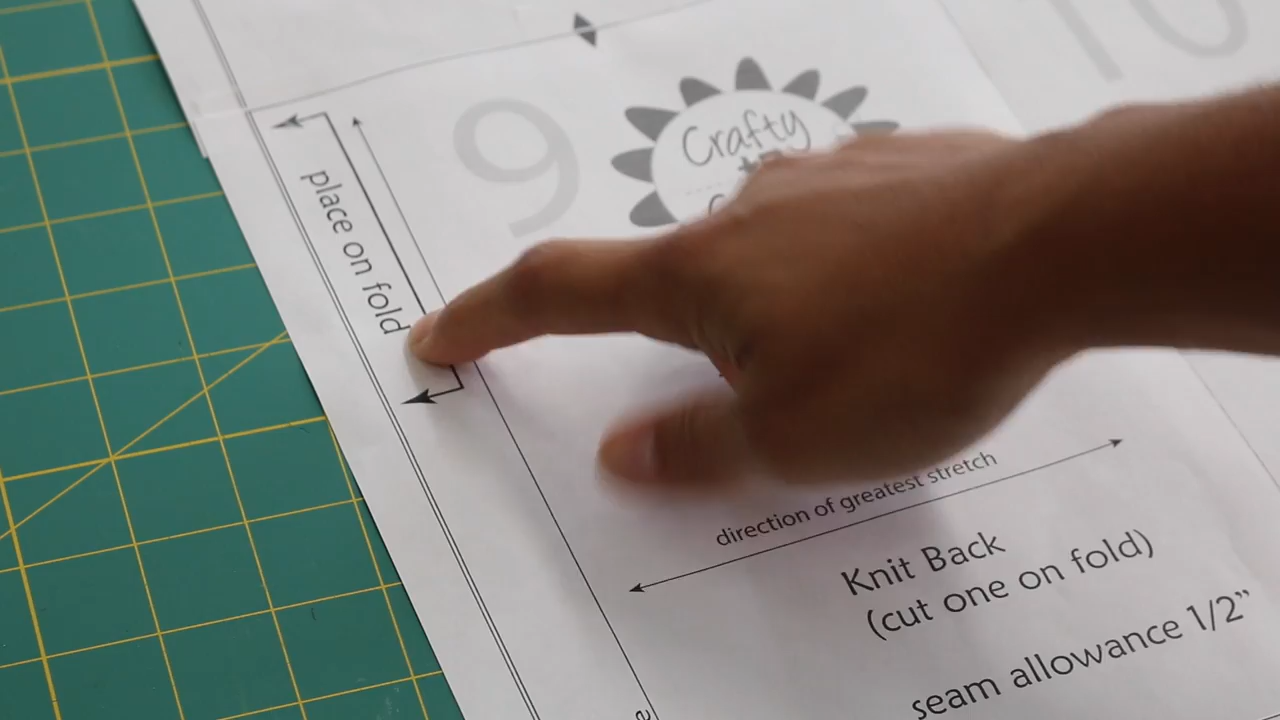 9
10
Crafty
place on fold
direction of greatest stretch
Knit Back
(cut one on fold)
seam allowance 1/2”